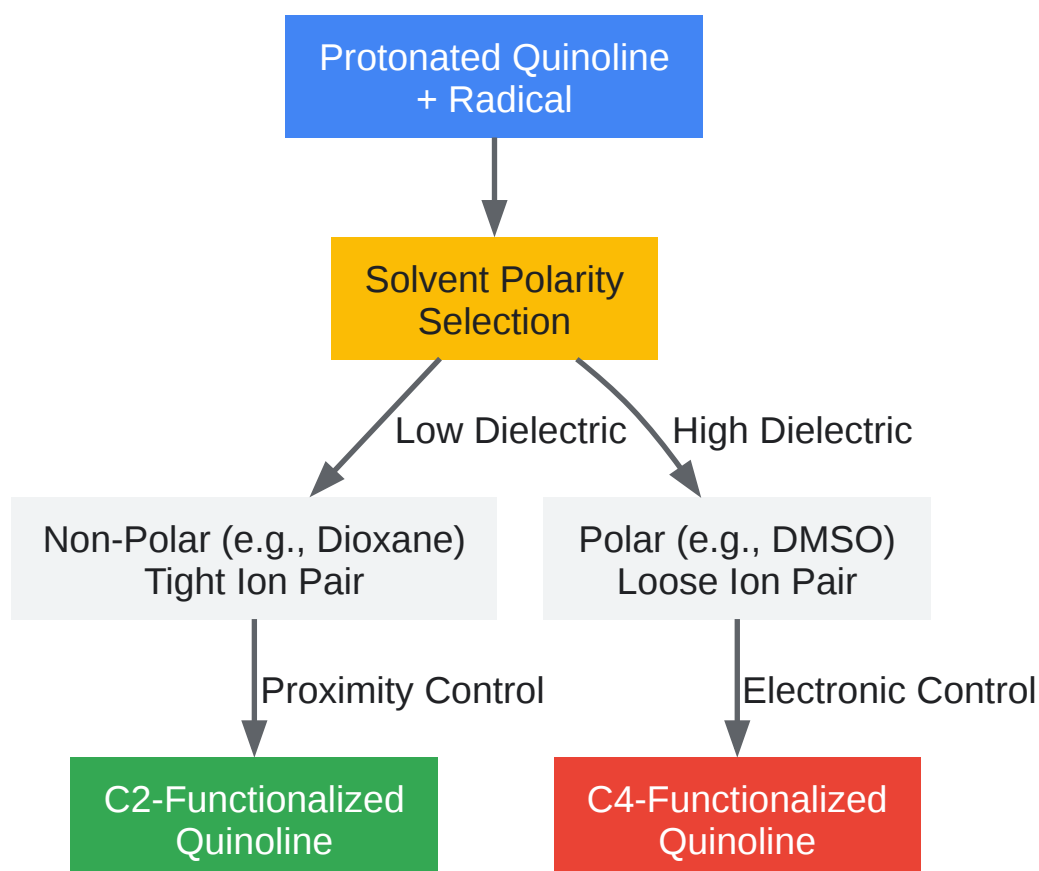 Protonated Quinoline
+ Radical
Solvent Polarity
Selection
Low Dielectric
High Dielectric
Non-Polar (e.g., Dioxane)
Tight Ion Pair
Polar (e.g., DMSO)
Loose Ion Pair
Proximity Control
Electronic Control
C2-Functionalized
Quinoline
C4-Functionalized
Quinoline